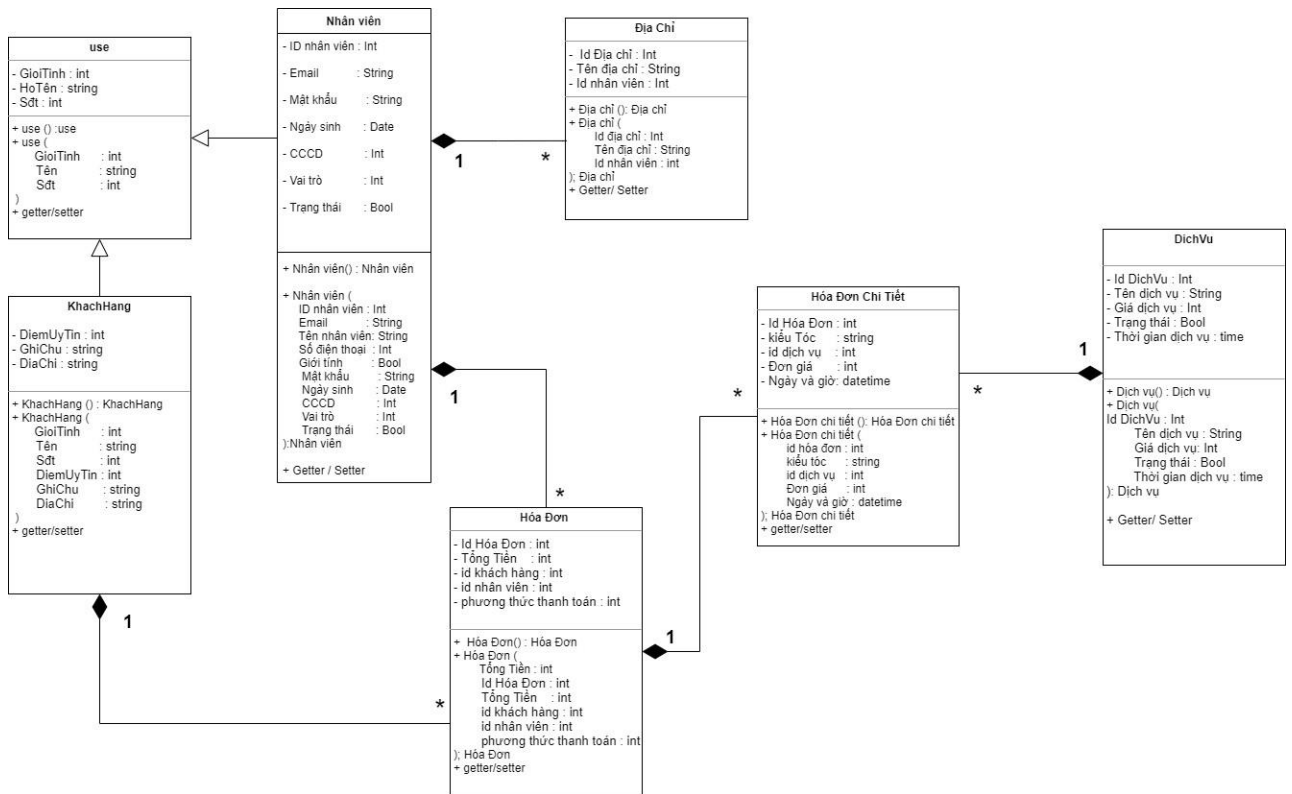 use
- GioiTinh : int
- HoTên : string
- Sđt : int
+ use () :use
+ use (
GioiTinh : int
Tên : string
Sđt : int
)
+ getter/setter
Nhân viên
- ID nhân viên : Int
- Email : String
- Mật khẩu : String
- Ngày sinh : Date
- CCCD : Int
- Vai trò : Int
- Trạng thái : Bool
+ Nhân viên() : Nhân viên
+ Nhân viên (
ID nhân viên : Int
Email : String
Tên nhân viên: String
Số điện thoại : Int
Giới tính : Bool
Mật khẩu : String
Ngày sinh : Date
CCCD : Int
Vai trò : Int
Trạng thái : Bool
):Nhân viên
+ Getter / Setter
Địa Chỉ
- Id Địa chỉ : Int
- Tên địa chỉ : String
- Id nhân viên : Int
+ Địa chỉ (): Địa chỉ
+ Địa chỉ (
Id địa chỉ : Int
Tên địa chỉ : String
Id nhân viên : int
); Địa chỉ
+ Getter/ Setter
1
*
KhachHang
- DiemUyTin : int
- GhiChu : string
- DiaChi : string
+ KhachHang () : KhachHang
+ KhachHang (
GioiTinh : int
Tên : string
Sđt : int
DiemUyTin : int
GhiChu : string
DiaChi : string
)
+ getter/setter
1
*
1
*
Hóa Đơn
- Id Hóa Đơn : int
- Tổng Tiền : int
- id khách hàng : int
- id nhân viên : int
- phương thức thanh toán : int
+ Hóa Đơn() : Hóa Đơn
+ Hóa Đơn (
Tổng Tiền : int
Id Hóa Đơn : int
Tổng Tiền : int
id khách hàng : int
id nhân viên : int
phương thức thanh toán : int
); Hóa Đơn
+ getter/setter
1
*
Hóa Đơn Chi Tiết
- Id Hóa Đơn : int
- kiểu Tóc : string
- id dịch vụ : int
- Đơn giá : int
- Ngày và giờ: datetime
+ Hóa Đơn chi tiết (): Hóa Đơn chi tiết
+ Hóa Đơn chi tiết (
id hóa đơn : int
kiểu tóc : string
id dịch vụ : int
Đơn giá : int
Ngày và giờ : datetime
); Hóa Đơn chi tiết
+ getter/setter
*
1
DichVu
- Id DichVu : Int
- Tên dịch vụ : String
- Giá dịch vụ : Int
- Trạng thái : Bool
- Thời gian dịch vụ : time
+ Dịch vụ() : Dịch vụ
+ Dịch vụ(
Id DichVu : Int
Tên dịch vụ : String
Giá dịch vụ: Int
Trạng thái : Bool
Thời gian dịch vụ : time
): Dịch vụ
+ Getter/ Setter